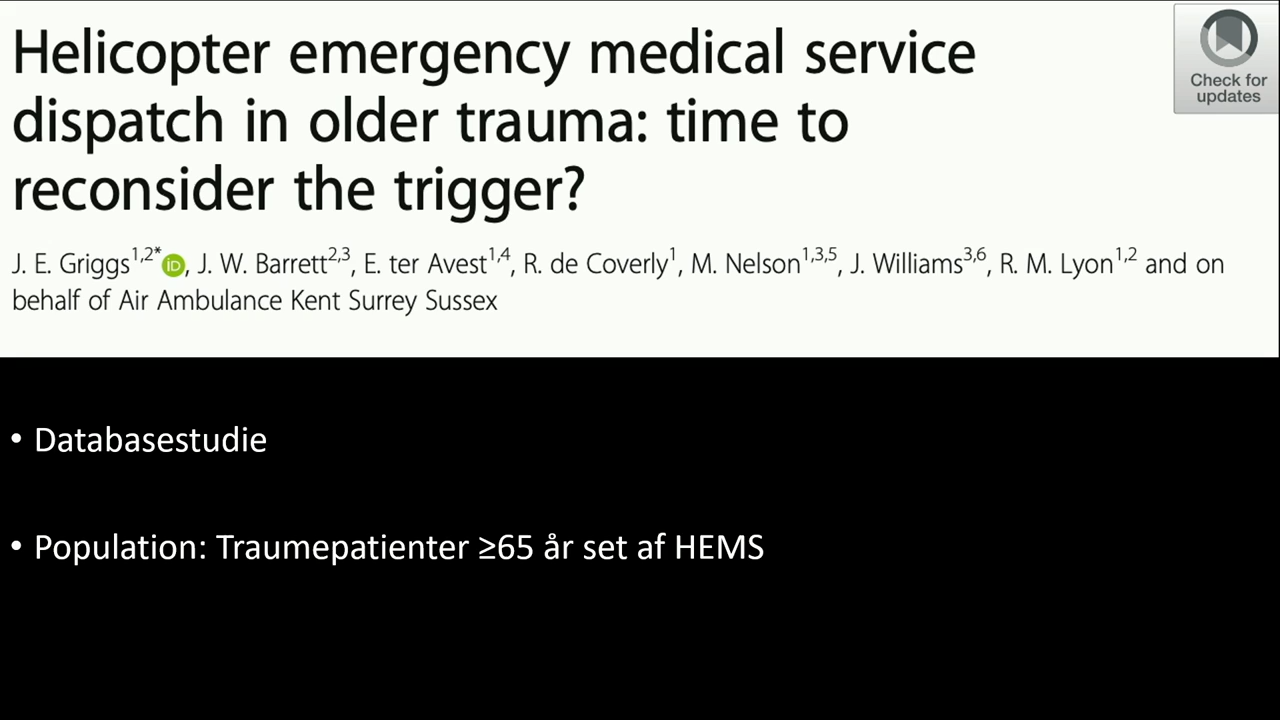 Helicopter emergency medical service
dispatch in older trauma: time to
reconsider the trigger?
Check for
updates
J. E. Griggs1,2* iD, J. W. Barrett2,3, E. ter Avest1,4, R. de Coverly1, M. Nelson1,3,5, J. Williams3,6, R. M. Lyon1,2 and on
behalf of Air Ambulance Kent Surrey Sussex
• Databasestudie
• Population: Traumepatienter ≥65 år set af HEMS